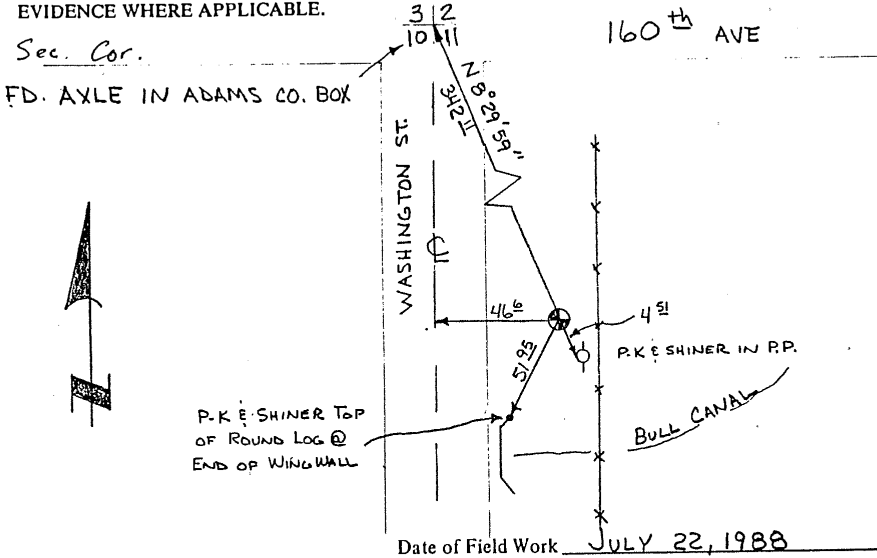 EVIDENCE WHERE APPLICABLE.
3 2
10 11
160th AVE
Sec. Cor.
FD. AXLE IN ADAMS CO. BOX
N 8° 29' 59"
342 11
WASHINGTON ST.
46 6
4 51
P.K & SHINER IN P.P.
51 95
P-K & SHINER TOP
OF ROUND LOG @
END OF WINGWALL
BULL CANAL
Date of Field Work JULY 22, 1988